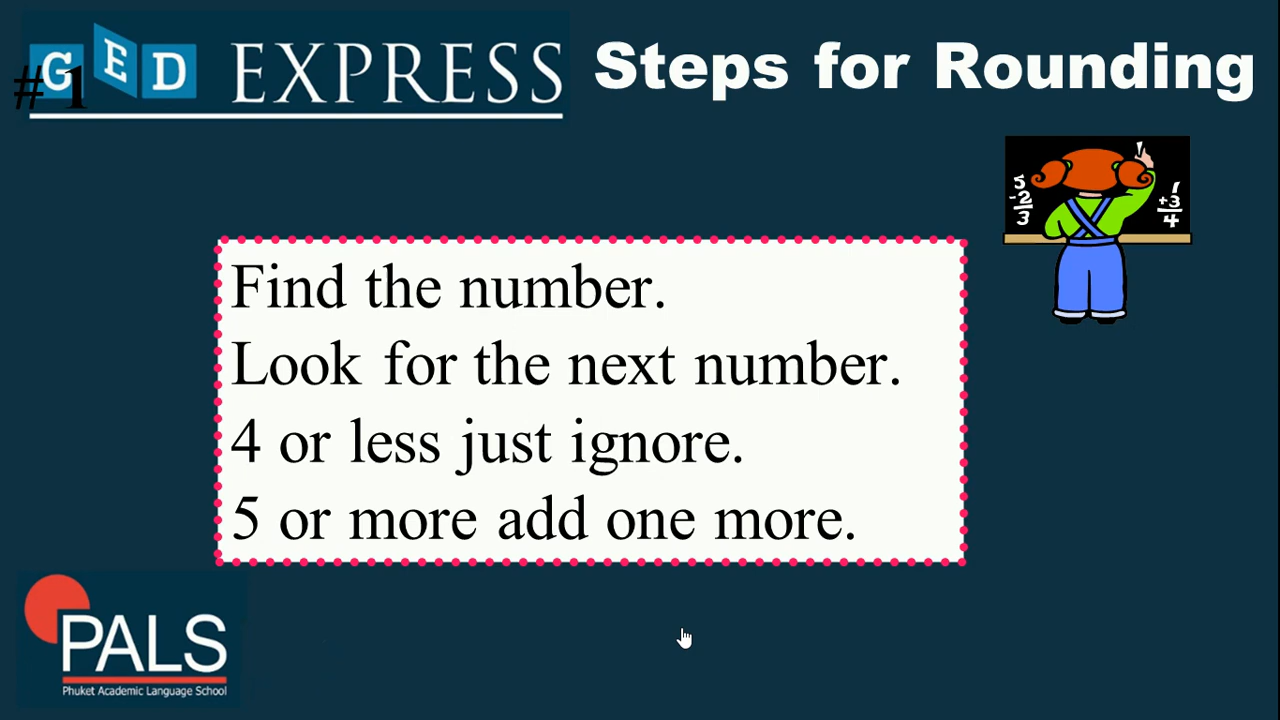 GED EXPRESS
Steps for Rounding
#1
5
-2
3
1
+3
4
Find the number.
Look for the next number.
4 or less just ignore.
5 or more add one more.
PALS
Phuket Academic Language School